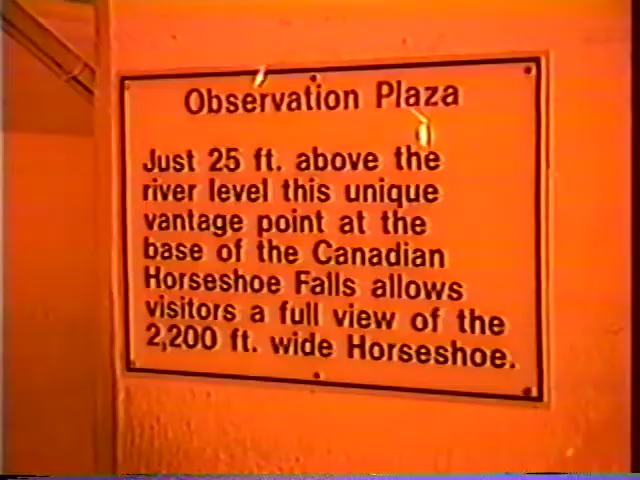 Observation Plaza
Just 25 ft. above the
river level this unique
vantage point at the
base of the Canadian
Horseshoe Falls allows
visitors a full view of the
2,200 ft. wide Horseshoe.